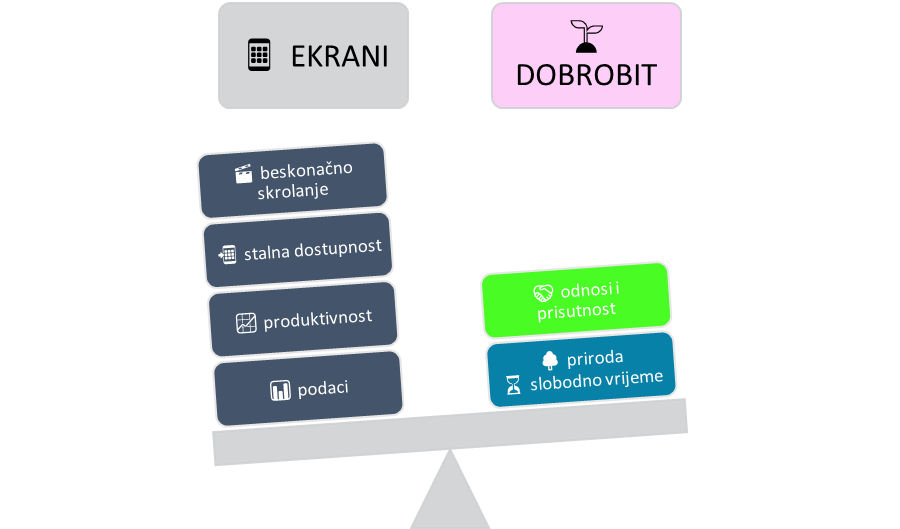 EKRANI
DOBROBIT
beskonačno
skrolanje
stalna dostupnost
produktivnost
podaci
odnosi i
prisutnost
priroda
slobodno vrijeme